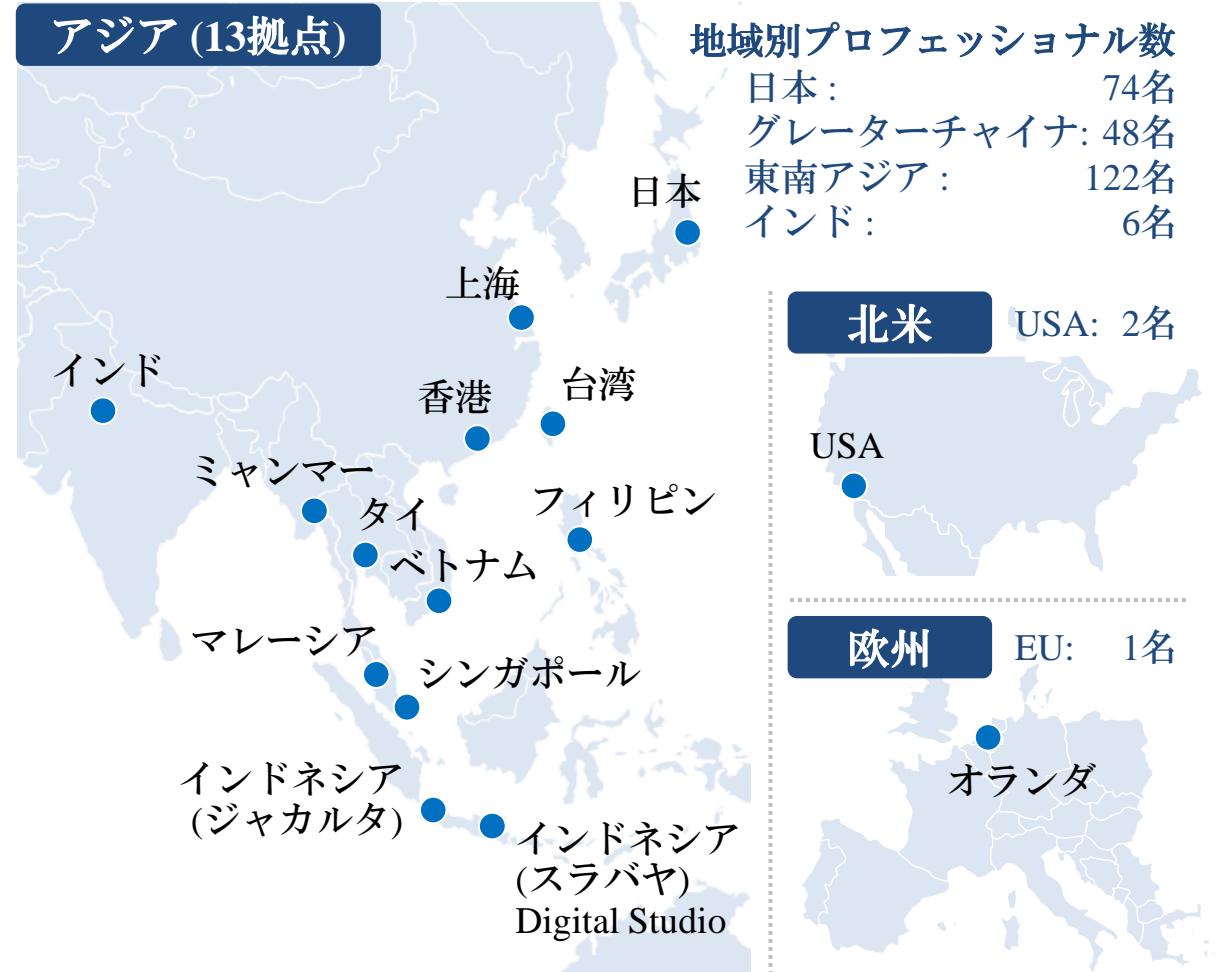 アジア (13拠点)
地域別プロフェッショナル数
日本 : 74名
グレーターチャイナ: 48名
東南アジア : 122名
インド : 6名
日本
上海
インド
香港
台湾
ミャンマー
タイ
フィリピン
ベトナム
マレーシア
シンガポール
インドネシア
(ジャカルタ)
インドネシア
(スラバヤ)
Digital Studio
北米 USA: 2名
USA
欧州 EU: 1名
オランダ